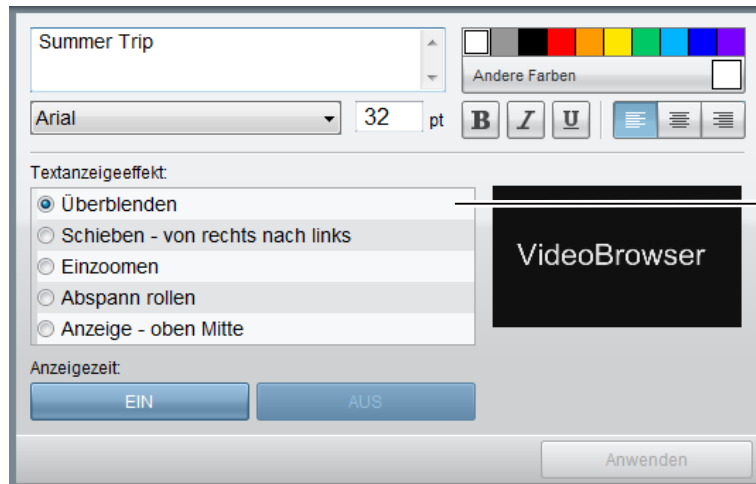 Summer Trip
Andere Farben
Arial
32 pt
B I U
Textanzeigeeffekt:
Überblenden
Schieben - von rechts nach links
Einzoomen
Abspann rollen
Anzeige - oben Mitte
VideoBrowser
Anzeigezeit:
EIN
AUS
Anwenden